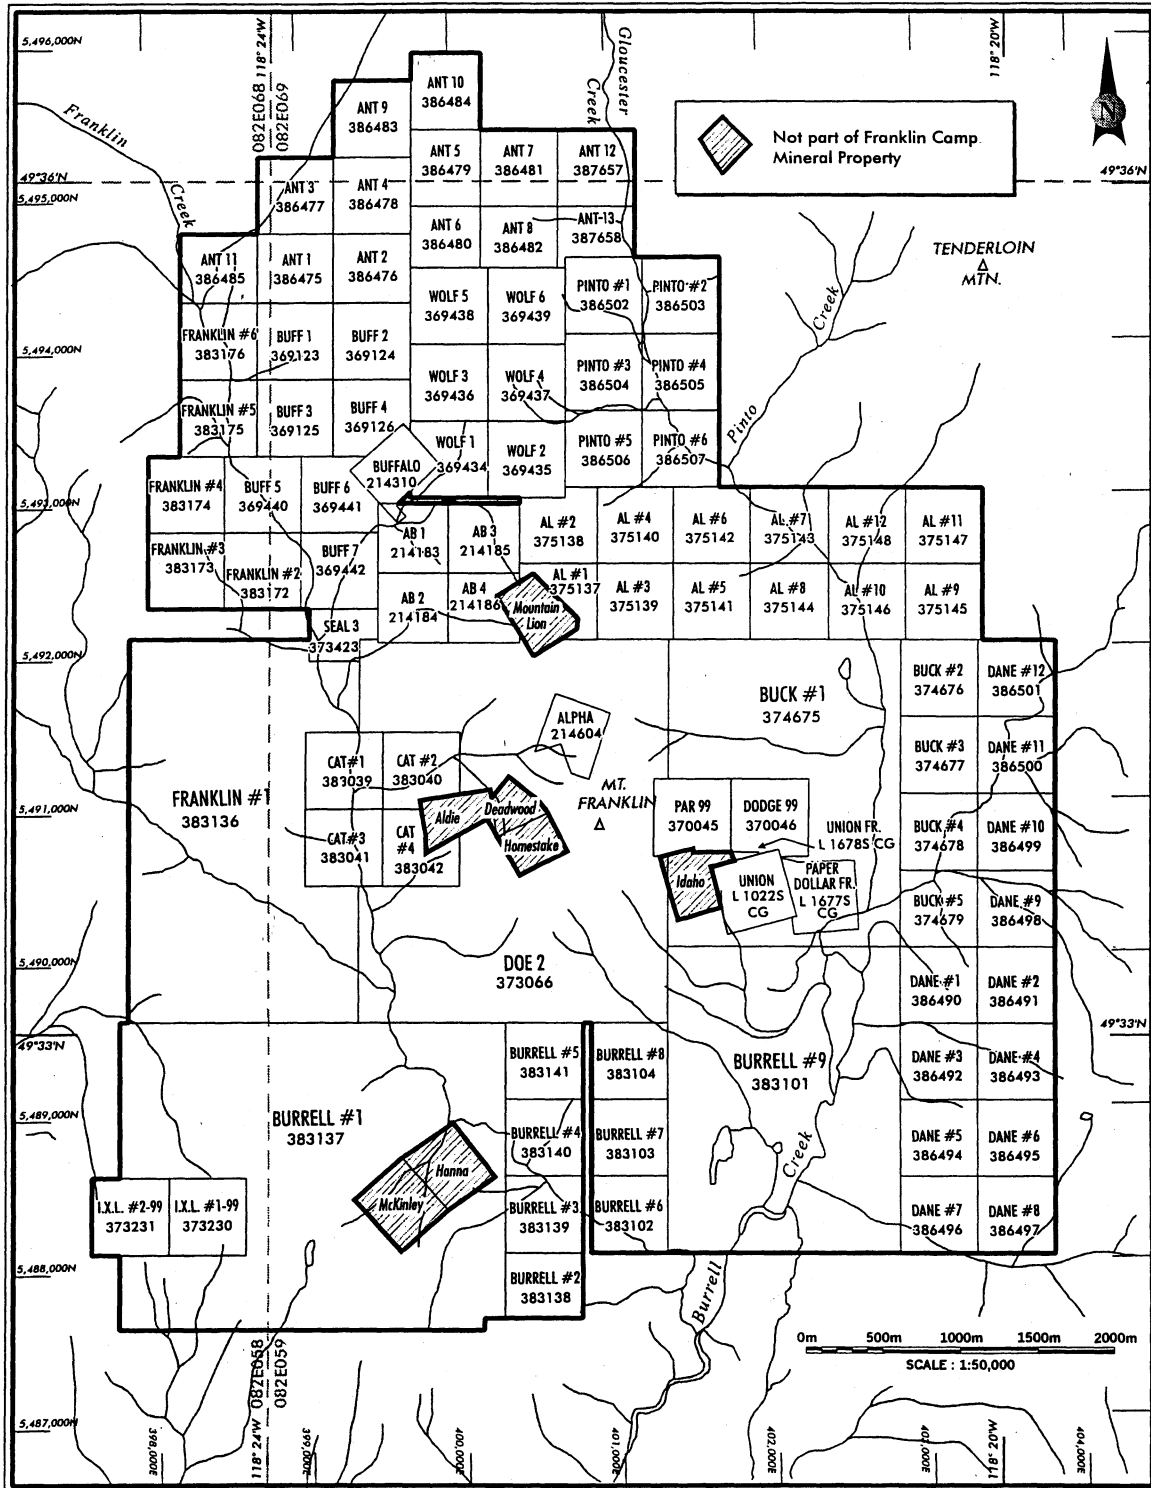 5,496,000N
118° 24'W
082E068
082E069
Gloucester
Creek
118° 20'W
N
ANT 10
386484
ANT 9
386483
Franklin
Creek
Not part of Franklin Camp
Mineral Property
ANT 5
386479
ANT 7
386481
ANT 12
387657
49°36'N
49°36'N
5,495,000N
ANT 3
386477
ANT 4
386478
ANT 6
386480
ANT 8
386482
ANT-13
387658
TENDERLOIN
MTN.
ANT 11
386485
ANT 1
386475
ANT 2
386476
WOLF 5
369438
WOLF 6
369439
PINTO #1
386502
PINTO #2
386503
Pinto
Creek
5,494,000N
FRANKLIN #6
383176
BUFF 1
369123
BUFF 2
369124
WOLF 3
369436
WOLF 4
369437
PINTO #3
386504
PINTO #4
386505
FRANKLIN #5
383175
BUFF 3
369125
BUFF 4
369126
WOLF 1
369434
WOLF 2
369435
PINTO #5
386506
PINTO #6
386507
BUFFALO
214310
5,493,000N
FRANKLIN #4
383174
BUFF 5
369440
BUFF 6
369441
AB 1
214183
AB 3
214185
AL #2
375138
AL #4
375140
AL #6
375142
AL #7
375143
AL #12
375148
AL #11
375147
FRANKLIN #3
383173
FRANKLIN #2
383172
BUFF 7
369442
AB 2
214184
AB 4
214186
AL #1
375137
Mountain
Lion
AL #3
375139
AL #5
375141
AL #8
375144
AL #10
375146
AL #9
375145
SEAL 3
373423
5,492,000N
BUCK #1
374675
BUCK #2
374676
DANE #12
386501
ALPHA
214604
CAT #1
383039
CAT #2
383040
BUCK #3
374677
DANE #11
386500
FRANKLIN #1
383136
MT.
FRANKLIN
5,491,000N
Aldie
Deadwood
Homestake
PAR 99
370045
DODGE 99
370046
UNION FR.
L 1678S CG
CAT #3
383041
CAT
#4
383042
BUCK #4
374678
DANE #10
386499
Idaho
UNION
L 1022S
CG
PAPER
DOLLAR FR.
L 1677S
CG
BUCK #5
374679
DANE #9
386498
5,490,000N
DOE 2
373066
DANE #1
386490
DANE #2
386491
49°33'N
49°33'N
BURRELL #5
383141
BURRELL #8
383104
BURRELL #9
383101
DANE #3
386492
DANE #4
386493
5,489,000N
BURRELL #1
383137
BURRELL #4
383140
BURRELL #7
383103
DANE #5
386494
DANE #6
386495
Hanna
McKinley
I.X.L. #2-99
373231
I.X.L. #1-99
373230
BURRELL #3
383139
BURRELL #6
383102
DANE #7
386496
DANE #8
386497
Burrell
Creek
5,488,000N
BURRELL #2
383138
0m 500m 1000m 1500m 2000m
SCALE : 1:50,000
082E058
082E059
5,487,000N
398,000E
118° 24'W
399,000E
400,000E
401,000E
402,000E
403,000E
118° 20'W
404,000E